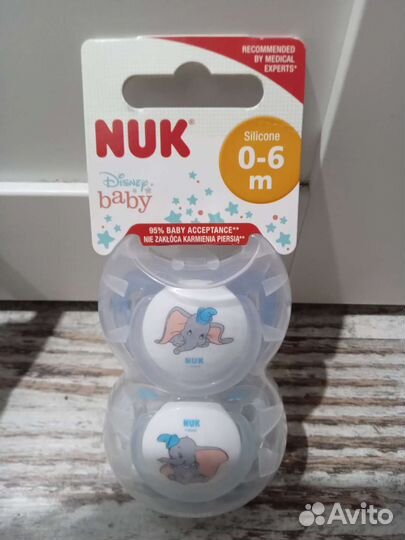 RECOMMENDED
BY MEDICAL
EXPERTS*
NUK
Disney
baby
Silicone
0-6
m
95% BABY ACCEPTANCE**
NIE ZAKŁÓCA KARMIENIA PIERSIĄ**
NUK
NUK
Avito